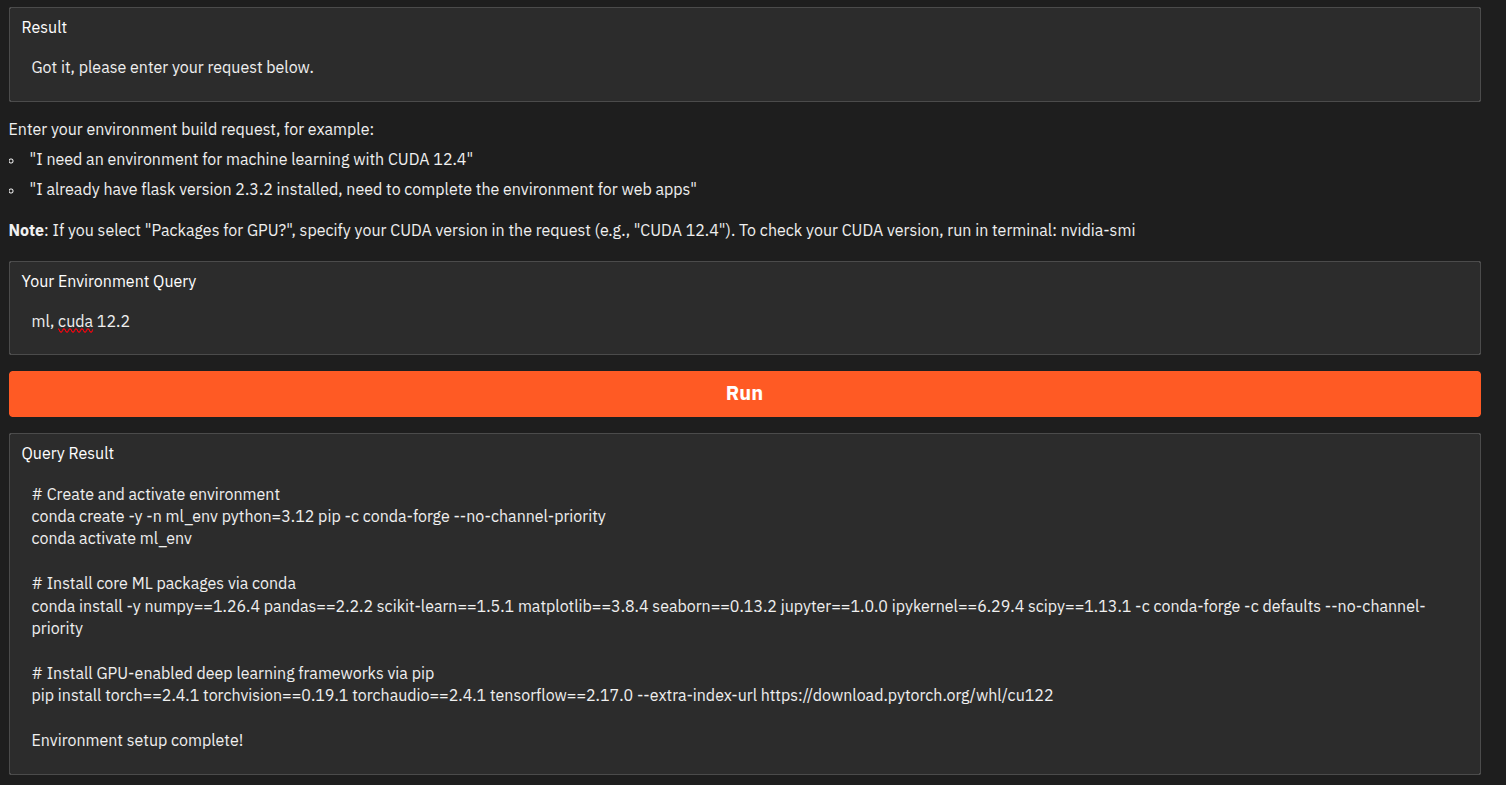 Result
Got it, please enter your request below.
Enter your environment build request, for example:
"I need an environment for machine learning with CUDA 12.4"
"I already have flask version 2.3.2 installed, need to complete the environment for web apps"
Note: If you select "Packages for GPU?", specify your CUDA version in the request (e.g., "CUDA 12.4"). To check your CUDA version, run in terminal: nvidia-smi
Your Environment Query
ml, cuda 12.2
Run
Query Result
# Create and activate environment
conda create -y -n ml_env python=3.12 pip -c conda-forge --no-channel-priority
conda activate ml_env
# Install core ML packages via conda
conda install -y numpy==1.26.4 pandas==2.2.2 scikit-learn==1.5.1 matplotlib==3.8.4 seaborn==0.13.2 jupyter==1.0.0 ipykernel==6.29.4 scipy==1.13.1 -c conda-forge -c defaults --no-channel-
priority
# Install GPU-enabled deep learning frameworks via pip
pip install torch==2.4.1 torchvision==0.19.1 torchaudio==2.4.1 tensorflow==2.17.0 --extra-index-url https://download.pytorch.org/whl/cu122
Environment setup complete!